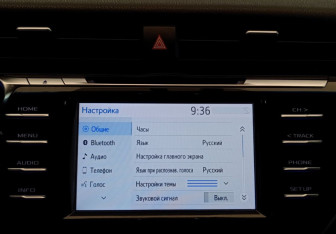 Настройка 9:36
HOME
MENU
AUDIO
INFO
Общие
Bluetooth
Аудио
Телефон
Голос
Часы
Язык Русский
Настройка главного экрана
Язык при распознав. голоса Русский
Настройки темы
Звуковой сигнал Выкл.
CH >
< TRACK
PHONE
SETUP